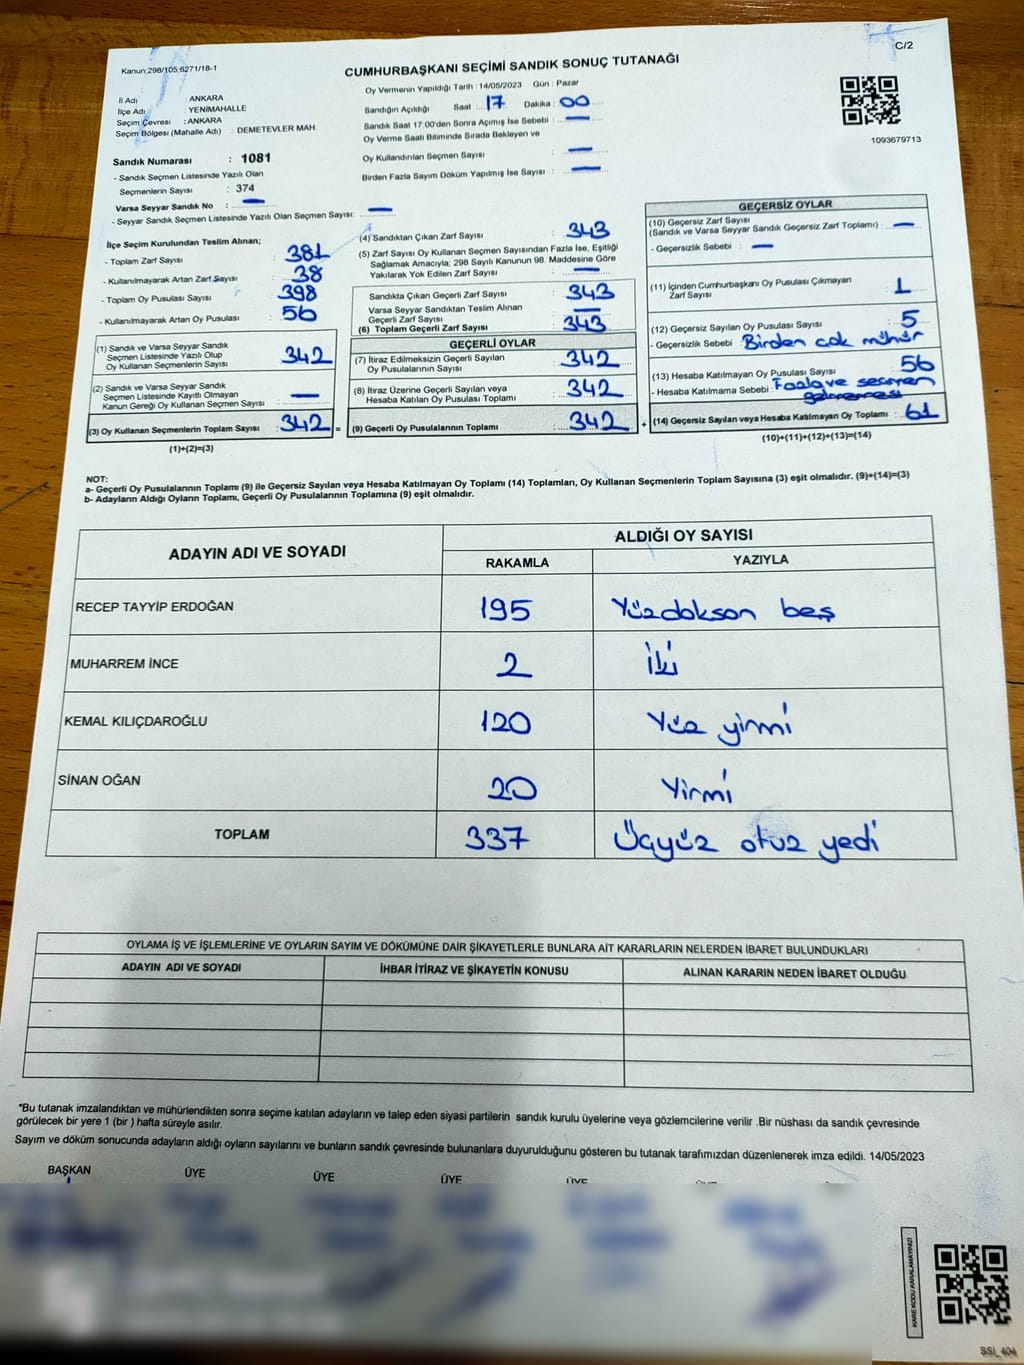 Kanun;298/105;6271/18-1
C/2
CUMHURBAŞKANI SEÇİMİ SANDIK SONUÇ TUTANAĞI
İl Adı : ANKARA
İlçe Adı : YENİMAHALLE
Seçim Çevresi : ANKARA
Seçim Bölgesi (Mahalle Adı) : DEMETEVLER MAH.
Sandık Numarası : 1081
- Sandık Seçmen Listesinde Yazılı Olan
Seçmenlerin Sayısı : 374
Varsa Seyyar Sandık No : —
- Seyyar Sandık Seçmen Listesinde Yazılı Olan Seçmen Sayısı: —
Oy Vermenin Yapıldığı Tarih : 14/05/2023 Gün : Pazar
Sandığın Açıldığı Saat : 17 Dakika : 00
Sandık Saat 17:00'den Sonra Açımış İse Sebebi : —
Oy Verme Saati Bitiminde Sırada Bekleyen ve
Oy Kullandırılan Seçmen Sayısı : —
Birden Fazla Sayım Döküm Yapılmış İse Sayısı : —
1093679713
İlçe Seçim Kurulundan Teslim Alınan;
- Toplam Zarf Sayısı : 381
- Kullanılmayarak Artan Zarf Sayısı : 38
- Toplam Oy Pusulası Sayısı : 398
- Kullanılmayarak Artan Oy Pusulası : 56
(1) Sandık ve Varsa Seyyar Sandık
Seçmen Listesinde Yazılı Olup
Oy Kullanan Seçmenlerin Sayısı : 342
(2) Sandık ve Varsa Seyyar Sandık
Seçmen Listesinde Kayıtlı Olmayan
Kanun Gereği Oy Kullanan Seçmen Sayısı : —
(3) Oy Kullanan Seçmenlerin Toplam Sayısı : 342 =
(1)+(2)=(3)
(4) Sandıktan Çıkan Zarf Sayısı : 343
(5) Zarf Sayısı Oy Kullanan Seçmen Sayısından Fazla İse, Eşitliği
Sağlamak Amacıyla; 298 Sayılı Kanunun 98. Maddesine Göre
Yakılarak Yok Edilen Zarf Sayısı : —
Sandıkta Çıkan Geçerli Zarf Sayısı : 343
Varsa Seyyar Sandıktan Teslim Alınan
Geçerli Zarf Sayısı : —
(6) Toplam Geçerli Zarf Sayısı : 343
GEÇERLİ OYLAR
(7) İtiraz Edilmeksizin Geçerli Sayılan
Oy Pusulalarının Sayısı : 342
(8) İtiraz Üzerine Geçerli Sayılan veya
Hesaba Katılan Oy Pusulası Toplamı : 342
(9) Geçerli Oy Pusulalarının Toplamı : 342 +
GEÇERSİZ OYLAR
(10) Geçersiz Zarf Sayısı
(Sandık ve Varsa Seyyar Sandık Geçersiz Zarf Toplamı) : —
- Geçersizlik Sebebi : —
(11) İçinden Cumhurbaşkanı Oy Pusulası Çıkmayan
Zarf Sayısı : 1
(12) Geçersiz Sayılan Oy Pusulası Sayısı : 5
- Geçersizlik Sebebi : Birden çok mühür
(13) Hesaba Katılmayan Oy Pusulası Sayısı : 56
- Hesaba Katılmama Sebebi : Fazla ve seçmen
gelmemesi
(14) Geçersiz Sayılan veya Hesaba Katılmayan Oy Toplamı : 61
(10)+(11)+(12)+(13)=(14)
NOT:
a- Geçerli Oy Pusulalarının Toplamı (9) ile Geçersiz Sayılan veya Hesaba Katılmayan Oy Toplamı (14) Toplamları, Oy Kullanan Seçmenlerin Toplam Sayısına (3) eşit olmalıdır. (9)+(14)=(3)
b- Adayların Aldığı Oyların Toplamı, Geçerli Oy Pusulalarının Toplamına (9) eşit olmalıdır.
ADAYIN ADI VE SOYADI
ALDIĞI OY SAYISI
RAKAMLA YAZIYLA
RECEP TAYYİP ERDOĞAN 195 Yüzdokson beş
MUHARREM İNCE 2 İki
KEMAL KILIÇDAROĞLU 120 Yüz yirmi
SİNAN OĞAN 20 Yirmi
TOPLAM 337 Üçyüz otuz yedi
OYLAMA İŞ VE İŞLEMLERİNE VE OYLARIN SAYIM VE DÖKÜMÜNE DAİR ŞİKAYETLERLE BUNLARA AİT KARARLARIN NELERDEN İBARET BULUNDUKLARI
ADAYIN ADI VE SOYADI İHBAR İTİRAZ VE ŞİKAYETİN KONUSU ALINAN KARARIN NEDEN İBARET OLDUĞU
*Bu tutanak imzalandıktan ve mühürlendikten sonra seçime katılan adayların ve talep eden siyasi partilerin sandık kurulu üyelerine veya gözlemcilerine verilir .Bir nüshası da sandık çevresinde
görülecek bir yere 1 (bir ) hafta süreyle asılır.
Sayım ve döküm sonucunda adayların aldığı oyların sayılarını ve bunların sandık çevresinde bulunanlara duyurulduğunu gösteren bu tutanak tarafımızdan düzenlenerek imza edildi. 14/05/2023
BAŞKAN ÜYE ÜYE ÜYE ÜYE
KARE KODU KARALAMAYINIZ!
SSİ_404